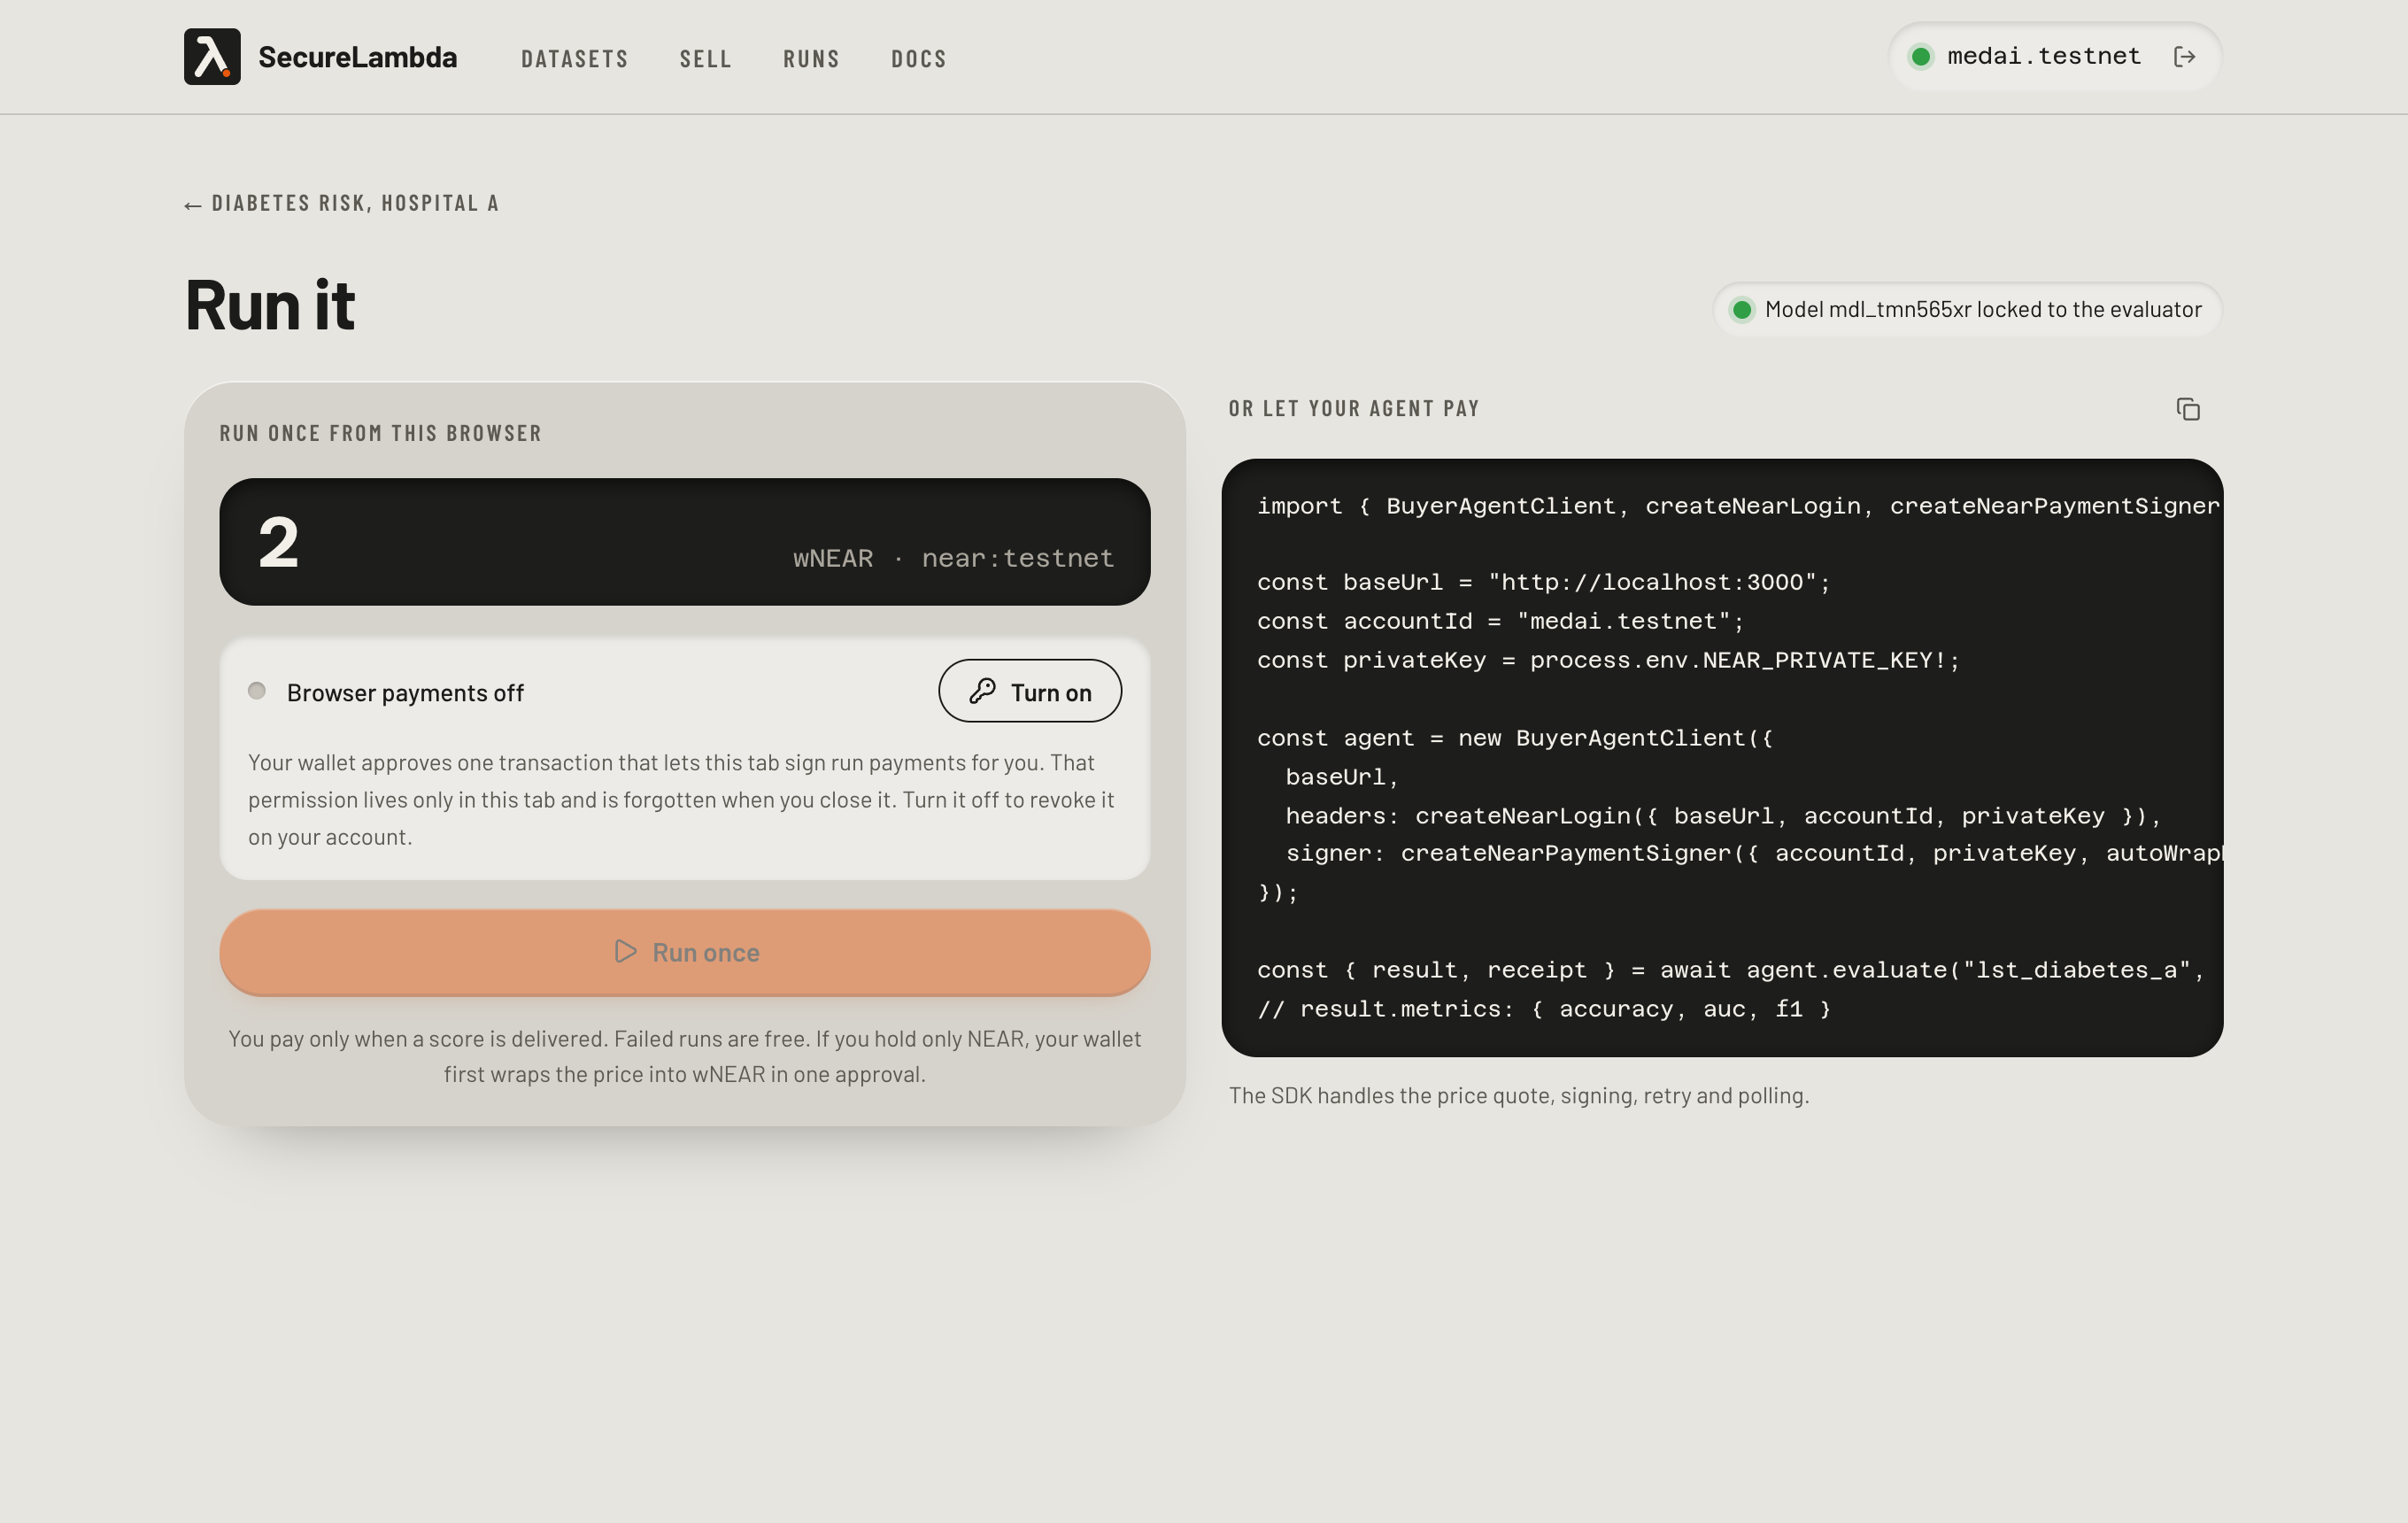 SecureLambda
DATASETS
SELL
RUNS
DOCS
medai.testnet
← DIABETES RISK, HOSPITAL A
Run it
Model mdl_tmn565xr locked to the evaluator
RUN ONCE FROM THIS BROWSER
2
wNEAR · near:testnet
Browser payments off
Turn on
Your wallet approves one transaction that lets this tab sign run payments for you. That
permission lives only in this tab and is forgotten when you close it. Turn it off to revoke it
on your account.
Run once
You pay only when a score is delivered. Failed runs are free. If you hold only NEAR, your wallet
first wraps the price into wNEAR in one approval.
OR LET YOUR AGENT PAY
import { BuyerAgentClient, createNearLogin, createNearPaymentSigner
const baseUrl = "http://localhost:3000";
const accountId = "medai.testnet";
const privateKey = process.env.NEAR_PRIVATE_KEY!;
const agent = new BuyerAgentClient({
  baseUrl,
  headers: createNearLogin({ baseUrl, accountId, privateKey }),
  signer: createNearPaymentSigner({ accountId, privateKey, autoWrap
});
const { result, receipt } = await agent.evaluate("lst_diabetes_a",
// result.metrics: { accuracy, auc, f1 }
The SDK handles the price quote, signing, retry and polling.